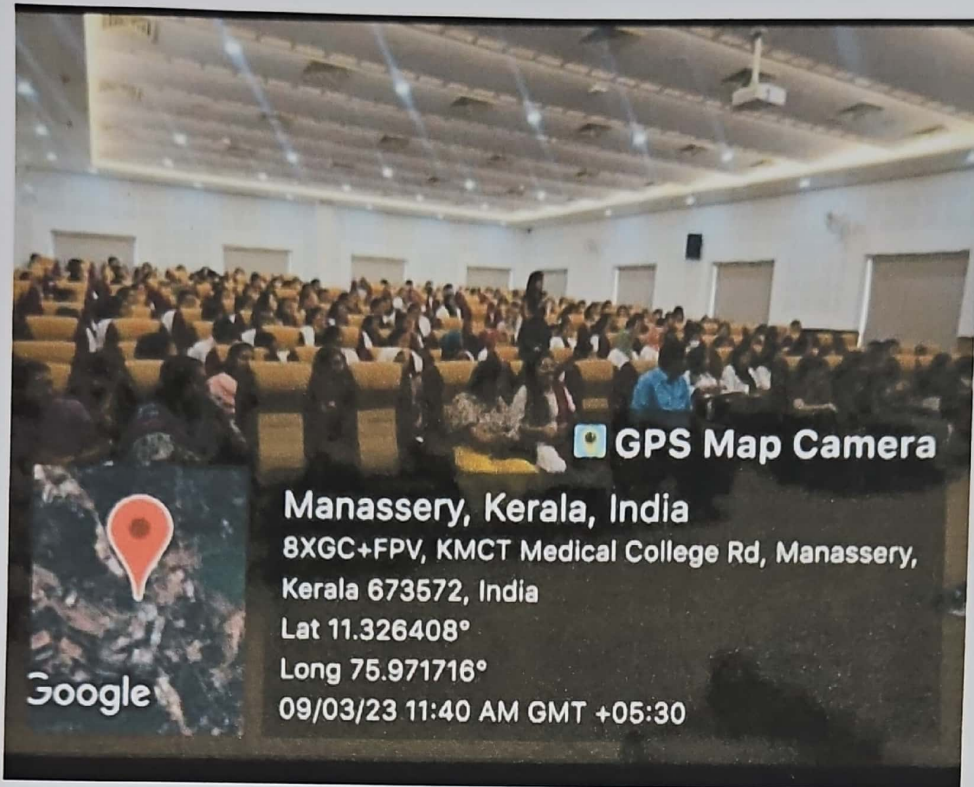 GPS Map Camera
Manassery, Kerala, India
8XGC+FPV, KMCT Medical College Rd, Manassery,
Kerala 673572, India
Lat 11.326408°
Long 75.971716°
09/03/23 11:40 AM GMT +05:30
Google